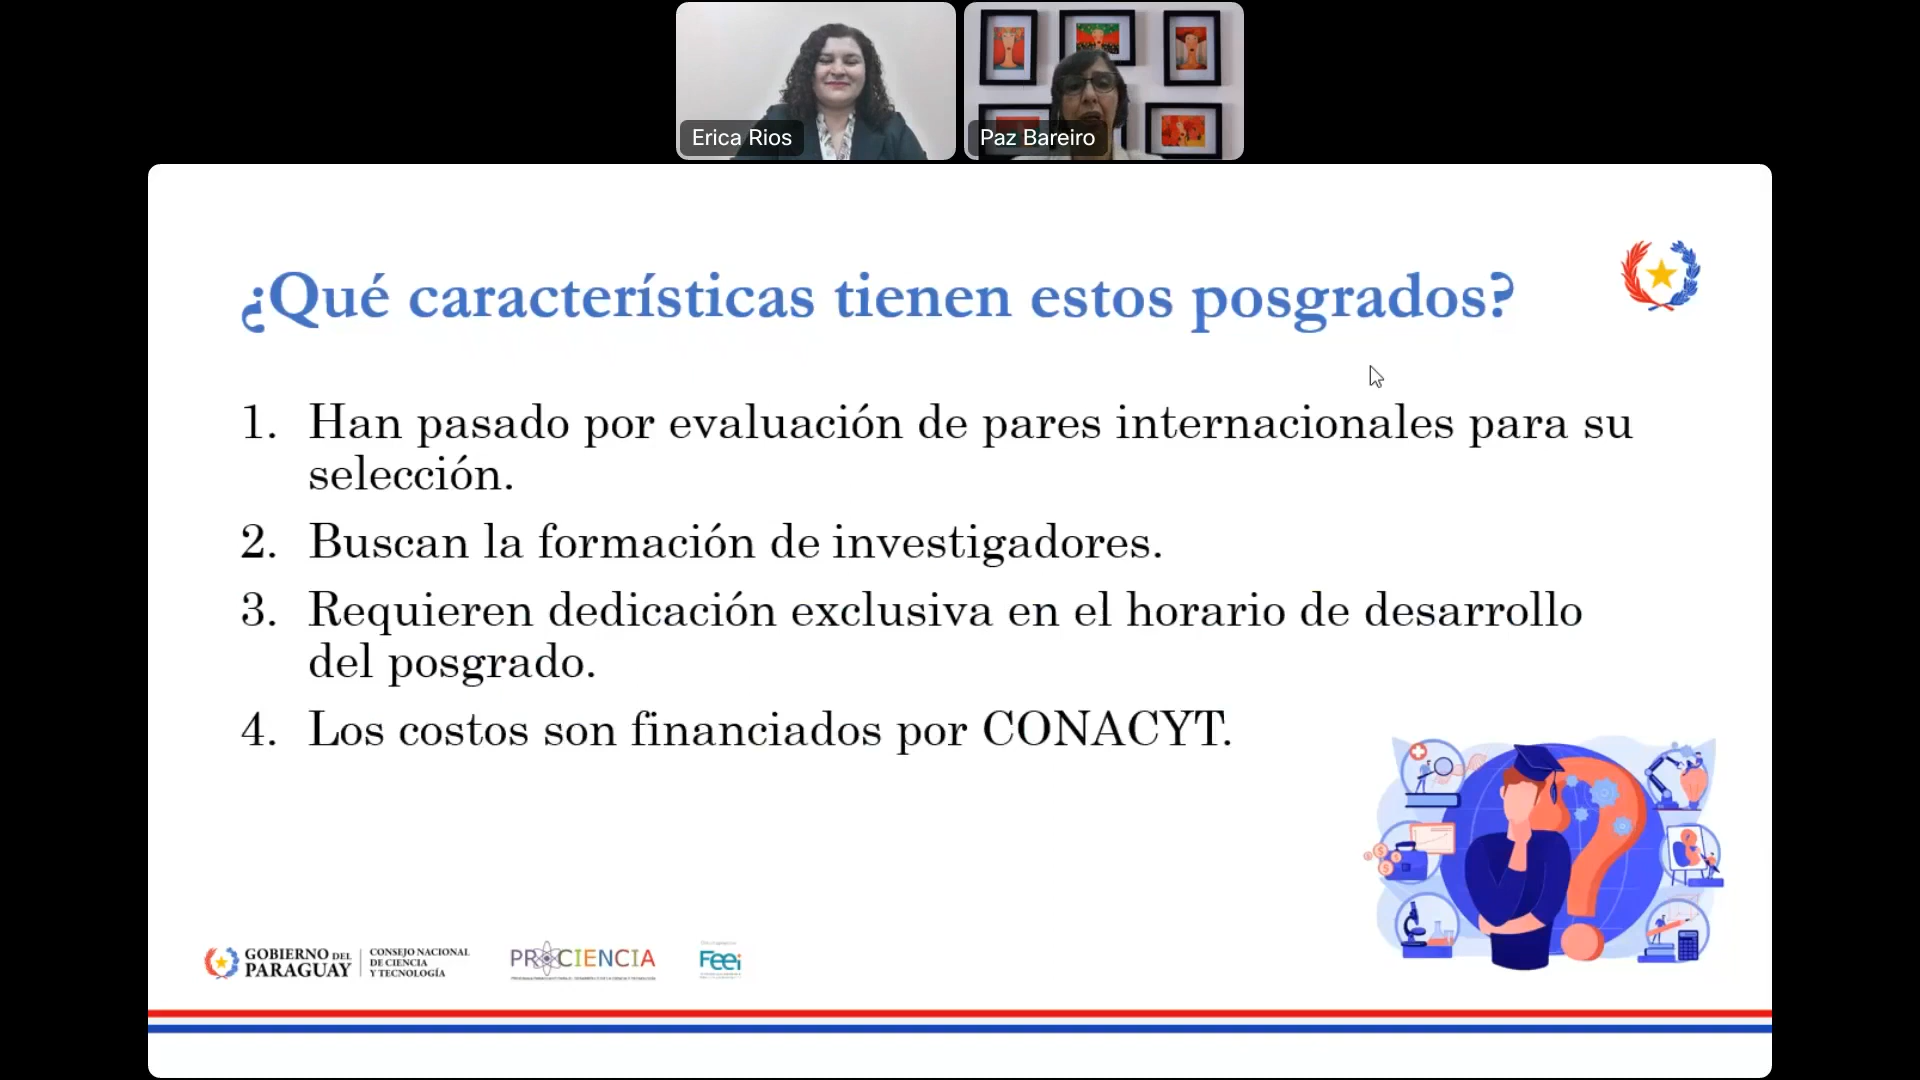 Erica Rios
Paz Bareiro
¿Qué características tienen estos posgrados?
1. Han pasado por evaluación de pares internacionales para su
selección.
2. Buscan la formación de investigadores.
3. Requieren dedicación exclusiva en el horario de desarrollo
del posgrado.
4. Los costos son financiados por CONACYT.
GOBIERNO DEL
PARAGUAY
CONSEJO NACIONAL
DE CIENCIA
Y TECNOLOGÍA
PROCIENCIA
Feei